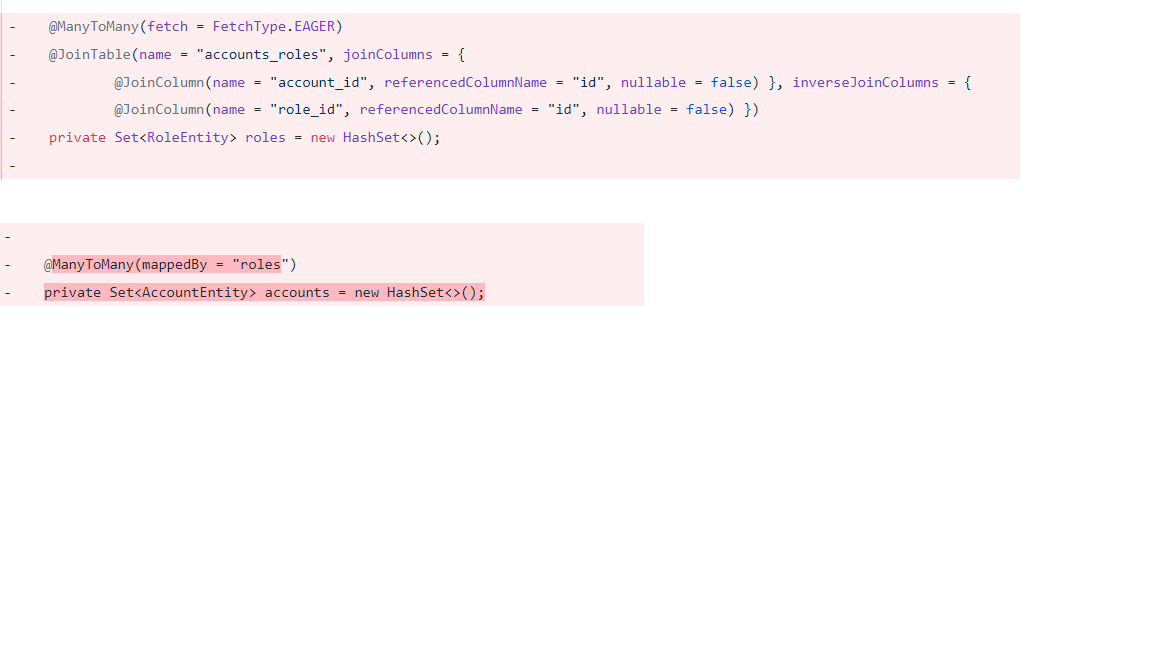 -    @ManyToMany(fetch = FetchType.EAGER)
-    @JoinTable(name = "accounts_roles", joinColumns = {
-            @JoinColumn(name = "account_id", referencedColumnName = "id", nullable = false) }, inverseJoinColumns = {
-            @JoinColumn(name = "role_id", referencedColumnName = "id", nullable = false) })
-    private Set<RoleEntity> roles = new HashSet<>();
-
-
-    @ManyToMany(mappedBy = "roles")
-    private Set<AccountEntity> accounts = new HashSet<>();